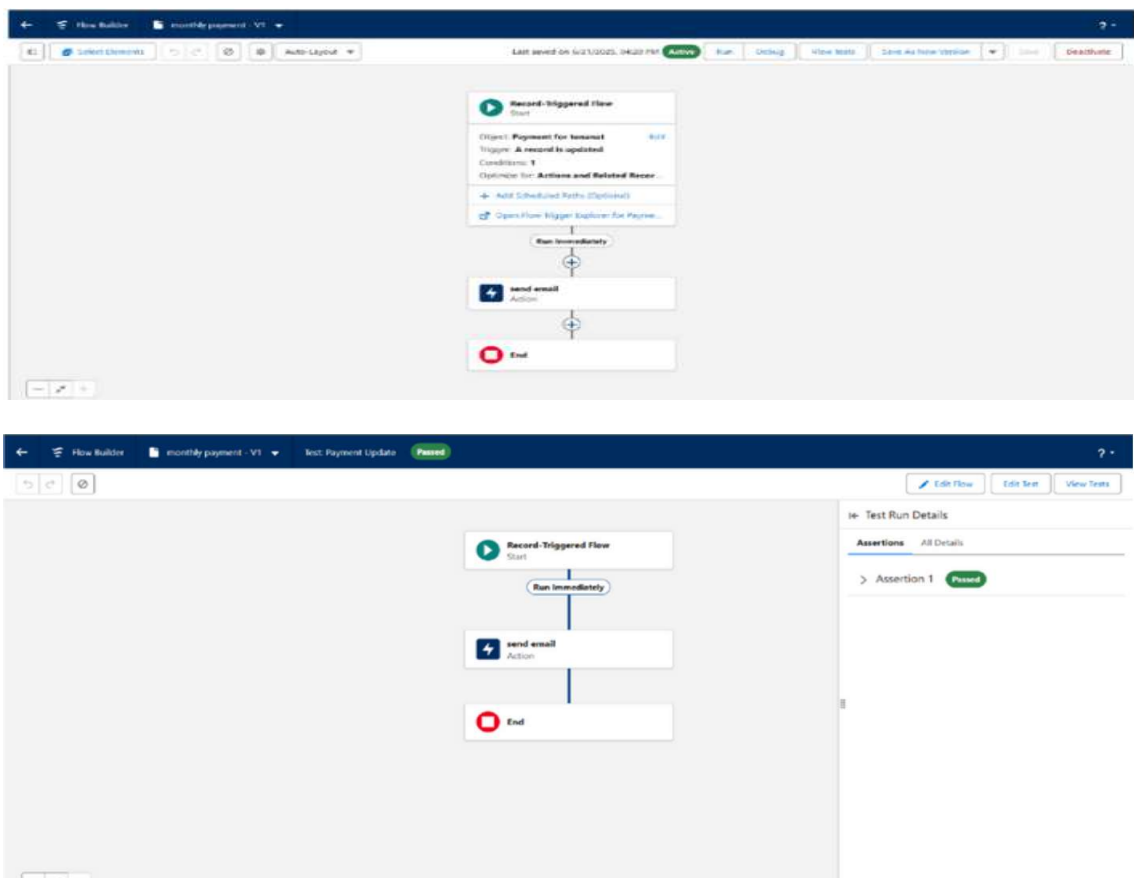 Flow Builder
monthly payment - V1
? 
Select Elements
Auto-Layout
Last saved on 6/21/2025, 04:20 PM
Active
Run
Debug
View Tests
Save As New Version
Save
Deactivate
Record-Triggered Flow
Start
Object: Payment for tenanat
Edit
Trigger: A record is updated
Conditions: 1
Optimize for: Actions and Related Recor...
+ Add Scheduled Paths (Optional)
Open Flow Trigger Explorer for Payme...
Run Immediately
send email
Action
End
Flow Builder
monthly payment - V1
Test: Payment Update
Passed
?
Edit Flow
Edit Test
View Tests
Record-Triggered Flow
Start
Run Immediately
send email
Action
End
Test Run Details
Assertions
All Details
Assertion 1
Passed